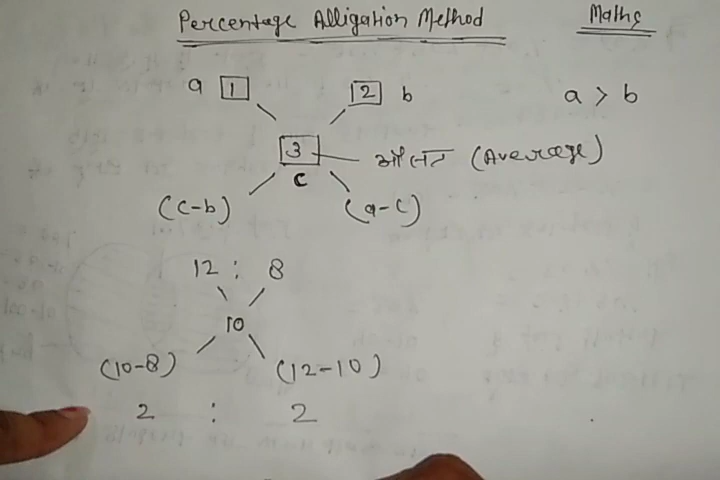 Percentage Alligation Method Maths
a 1 2 b a > b
3 औसत (Average)
c
(c-b) (a-c)
12 : 8
10
(10-8) (12-10)
2 : 2